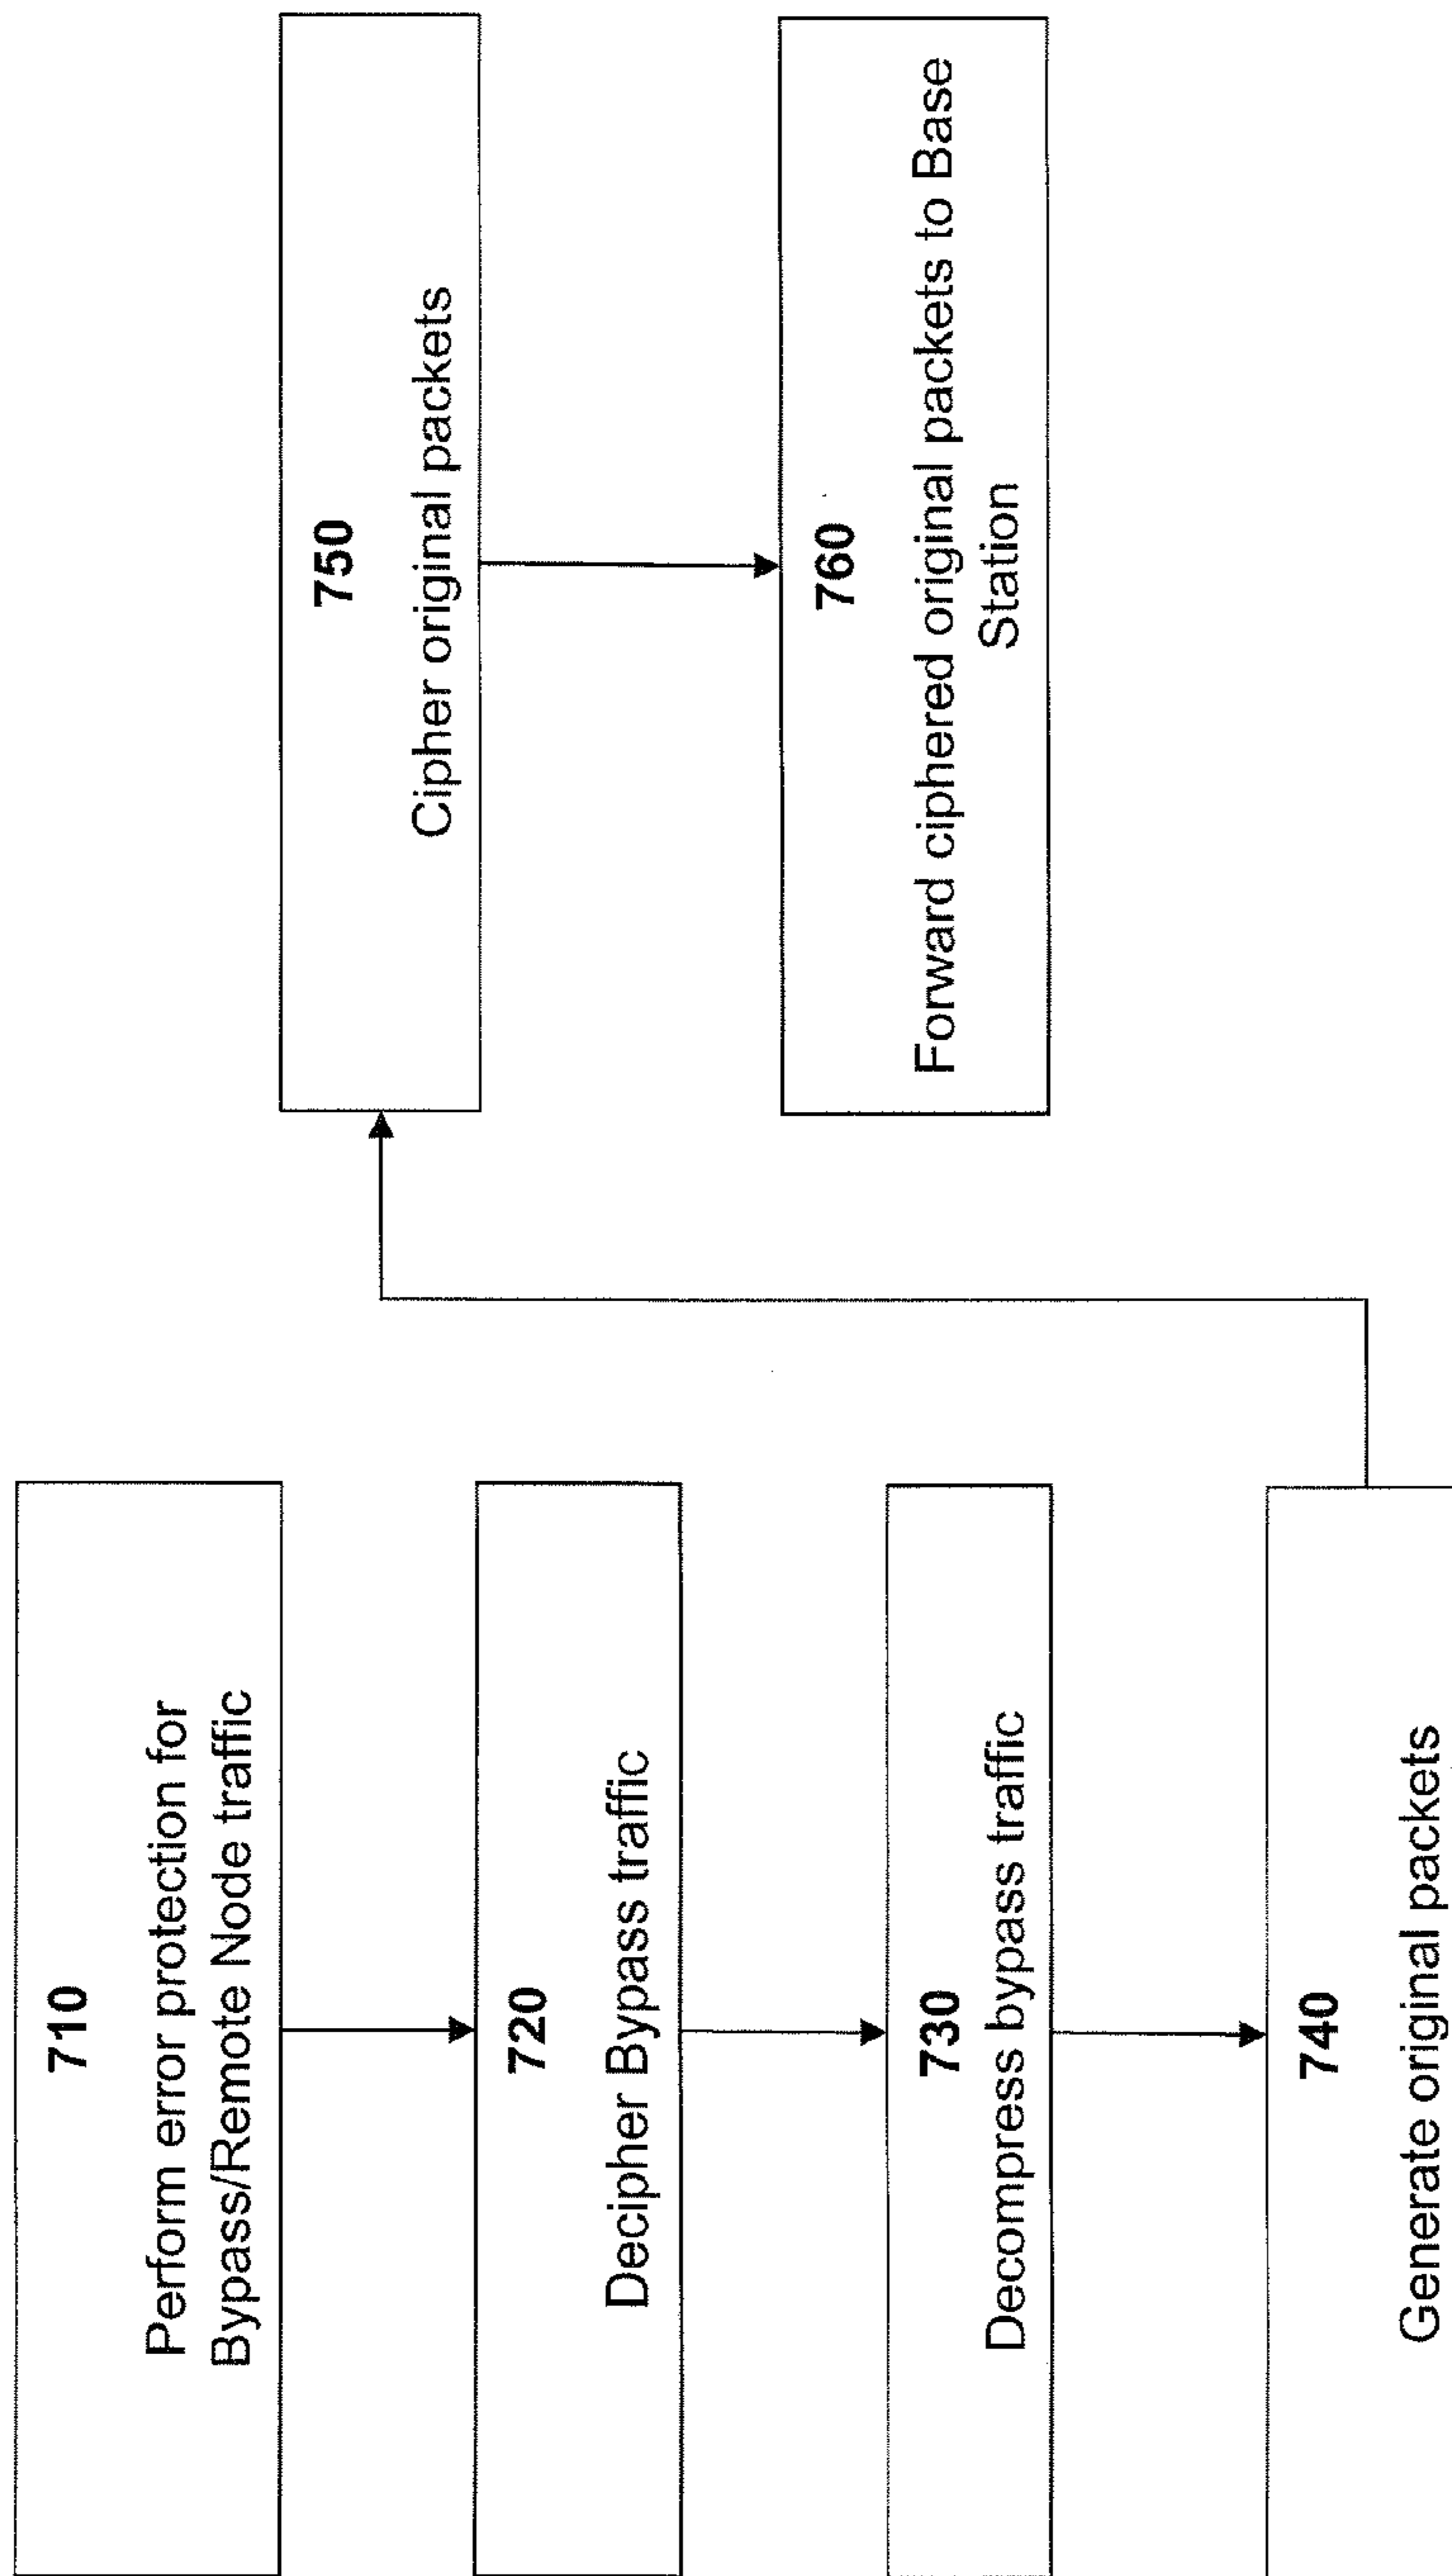 710
Perform error protection for
Bypass/Remote Node traffic
720
Decipher Bypass traffic
730
Decompress bypass traffic
740
Generate original packets
750
Cipher original packets
760
Forward ciphered original packets to Base
Station